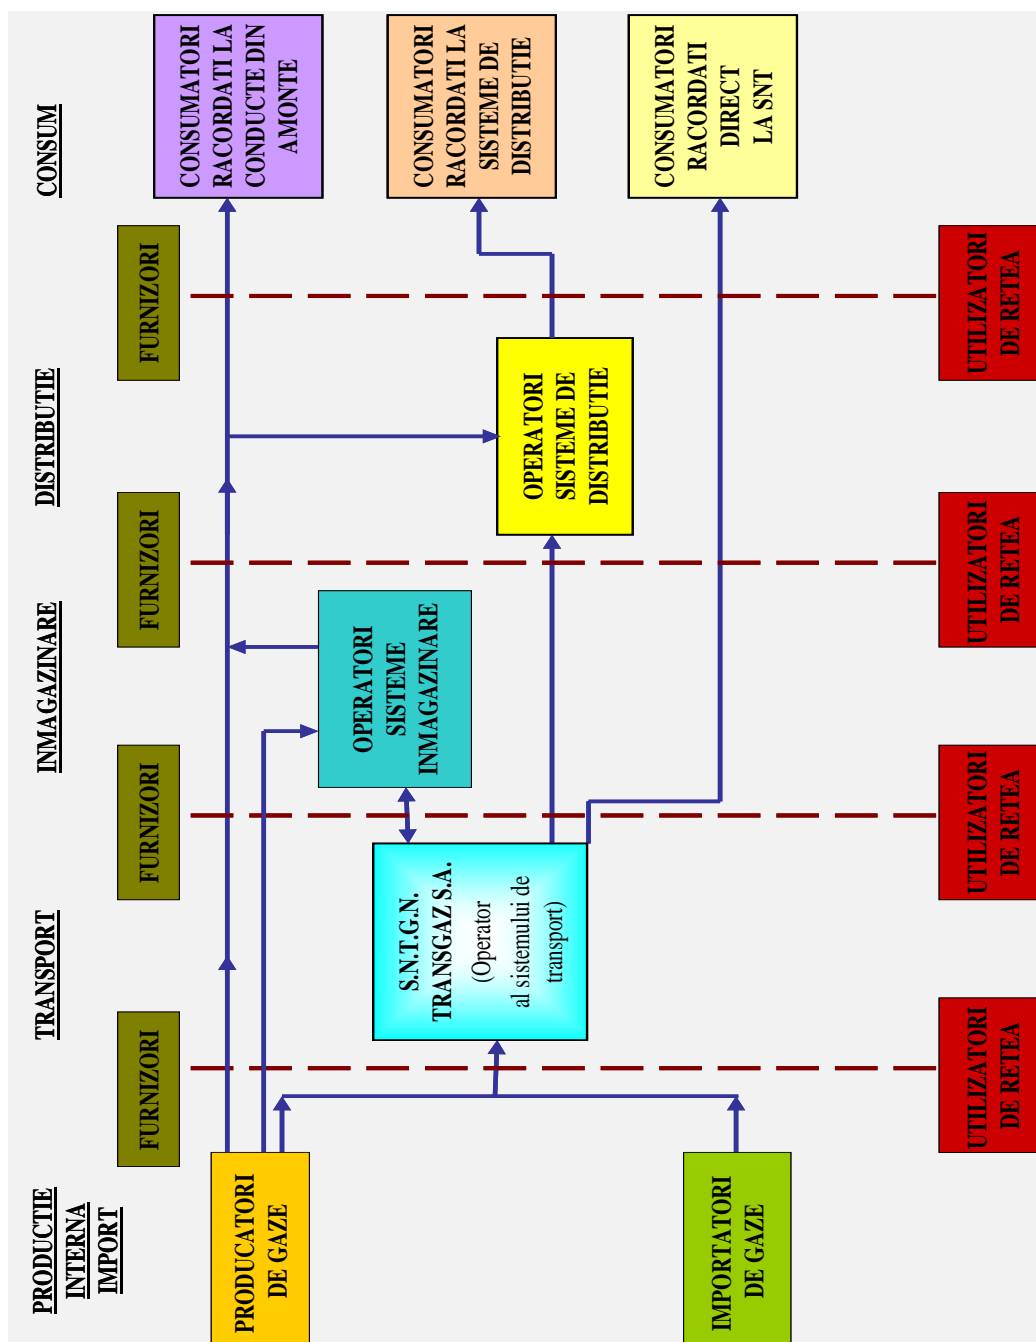 PRODUCTIE
INTERNA
IMPORT
TRANSPORT
INMAGAZINARE
DISTRIBUTIE
CONSUM
FURNIZORI
FURNIZORI
FURNIZORI
FURNIZORI
PRODUCATORI
DE GAZE
IMPORTATORI
DE GAZE
S.N.T.G.N.
TRANSGAZ S.A.
(Operator
al sistemului de
transport)
OPERATORI
SISTEME
INMAGAZINARE
OPERATORI
SISTEME DE
DISTRIBUTIE
CONSUMATORI
RACORDATI LA
CONDUCTE DIN
AMONTE
CONSUMATORI
RACORDATI LA
SISTEME DE
DISTRIBUTIE
CONSUMATORI
RACORDATI
DIRECT
LA SNT
UTILIZATORI
DE RETEA
UTILIZATORI
DE RETEA
UTILIZATORI
DE RETEA
UTILIZATORI
DE RETEA